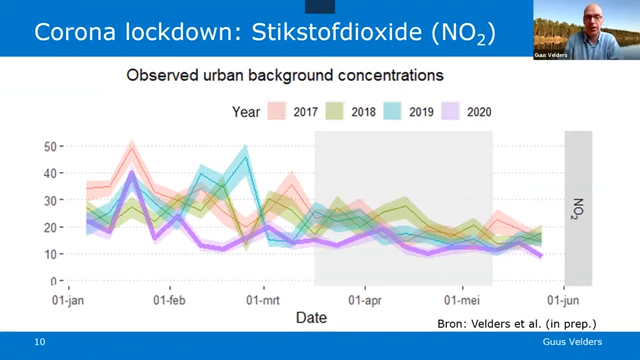 Corona lockdown: Stikstofdioxide (NO₂)
Guus Velders
Observed urban background concentrations
Year 2017 2018 2019 2020
50
40
30
20
10
0
NO₂
01-jan 01-feb 01-mrt 01-apr 01-mei 01-jun
Date
Bron: Velders et al. (in prep.)
10 Guus Velders